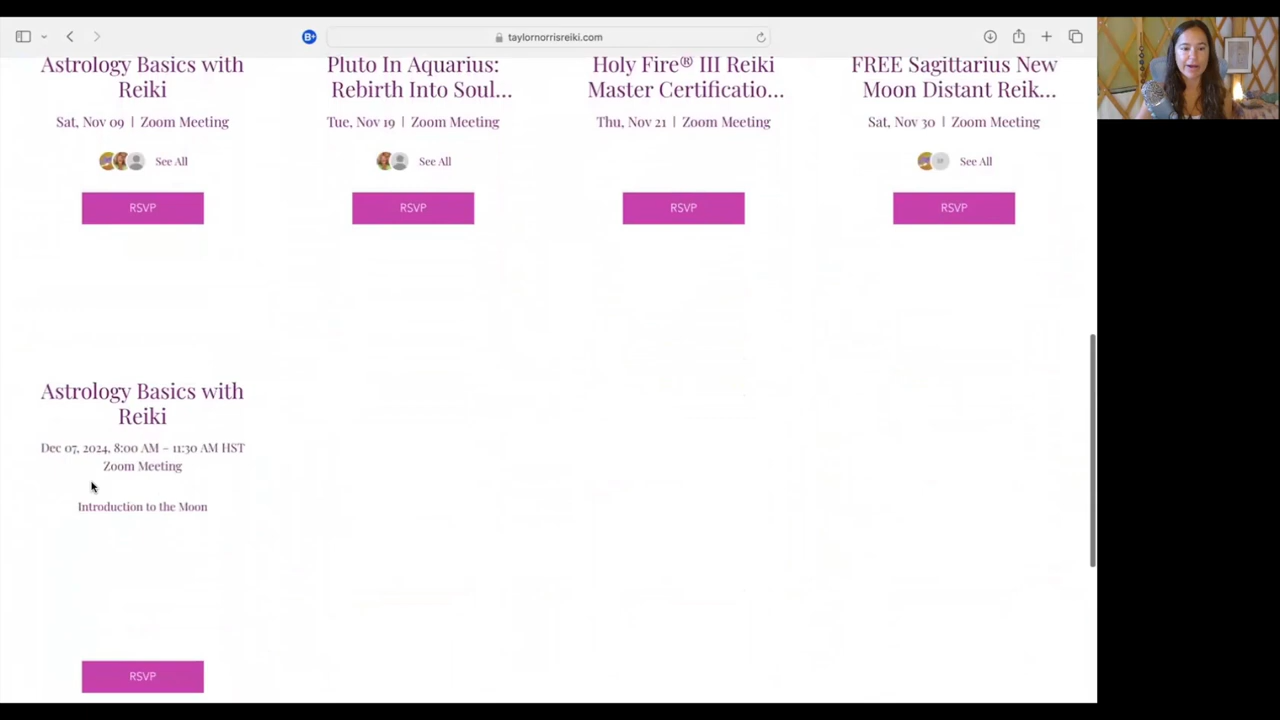 taylornorrisreiki.com
Astrology Basics with
Reiki
Sat, Nov 09 | Zoom Meeting
See All
RSVP
Pluto In Aquarius:
Rebirth Into Soul...
Tue, Nov 19 | Zoom Meeting
See All
RSVP
Holy Fire® III Reiki
Master Certificatio...
Thu, Nov 21 | Zoom Meeting
RSVP
FREE Sagittarius New
Moon Distant Reik...
Sat, Nov 30 | Zoom Meeting
See All
RSVP
Astrology Basics with
Reiki
Dec 07, 2024, 8:00 AM – 11:30 AM HST
Zoom Meeting
Introduction to the Moon
RSVP